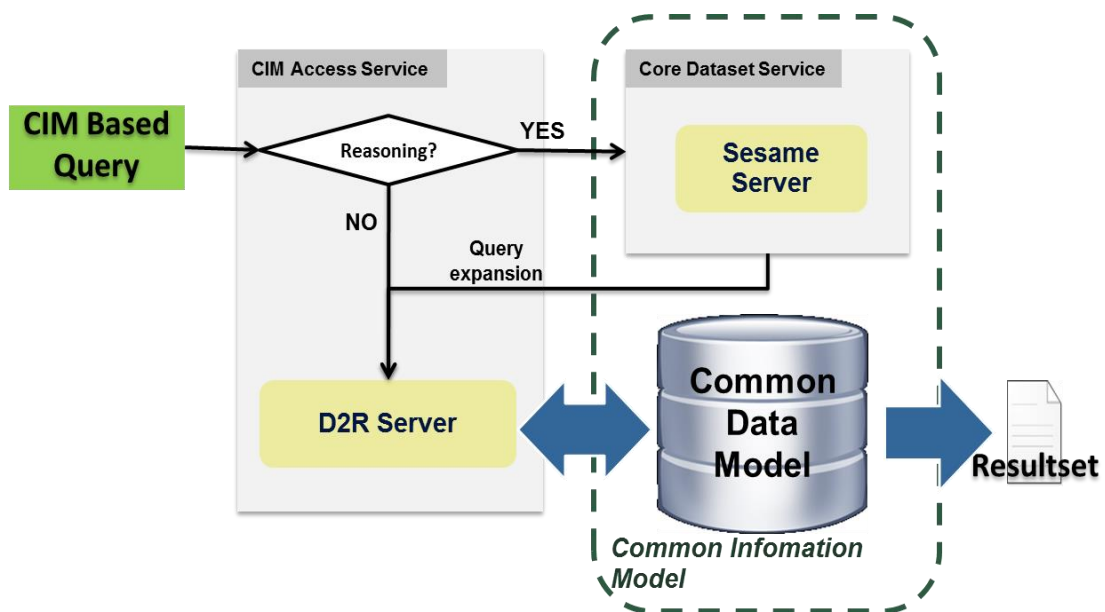 CIM Access Service
Core Dataset Service
CIM Based
Query
Reasoning?
YES
Sesame
Server
NO
Query
expansion
D2R Server
Common
Data
Model
Resultset
Common Infomation
Model